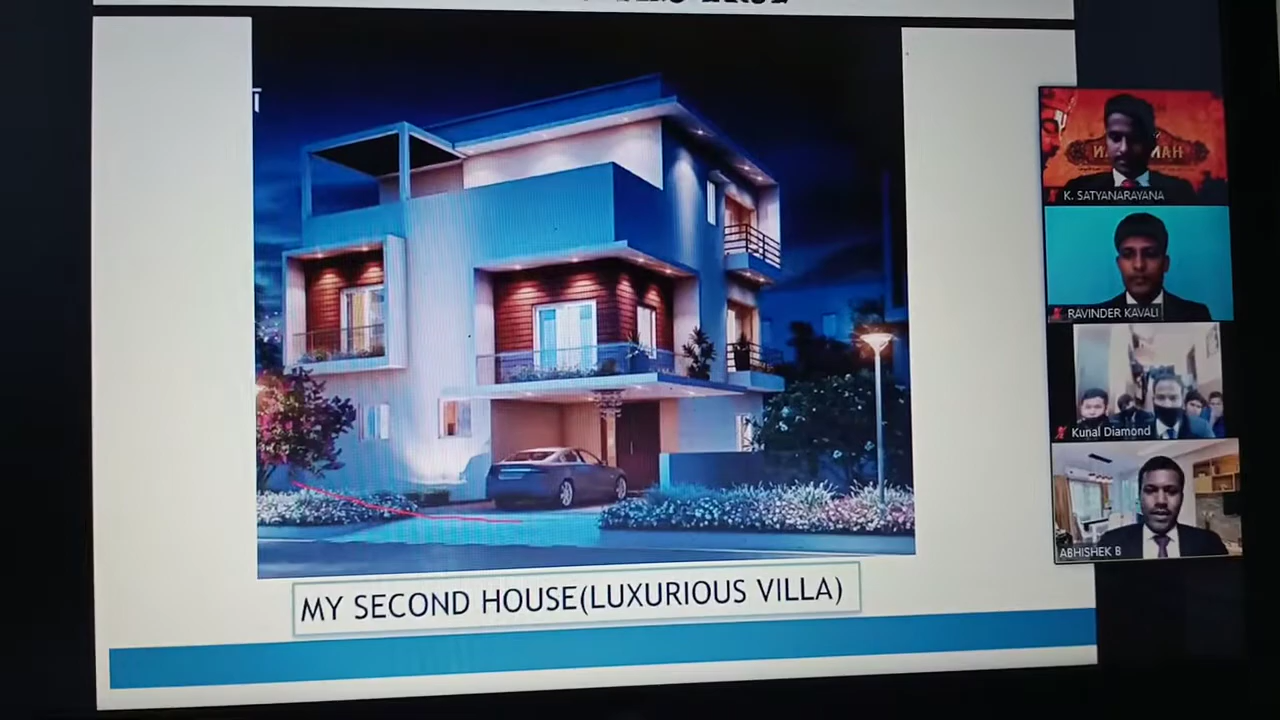 MY SECOND HOUSE(LUXURIOUS VILLA)
K. SATYANARAYANA
RAVINDER KAVALI
Kunal Diamond
ABHISHEK B